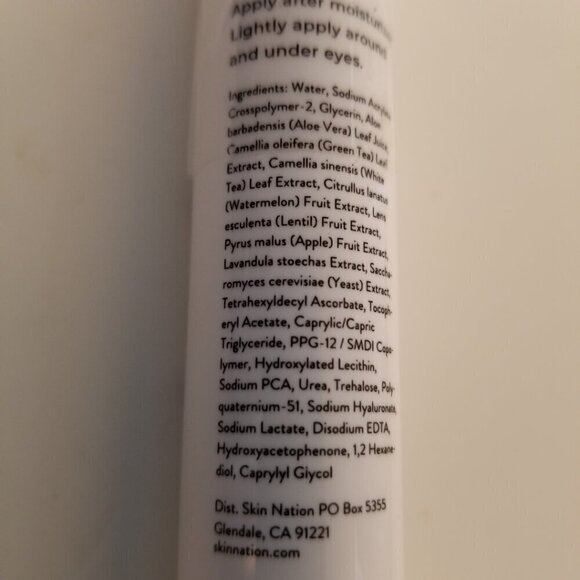 Apply after moisturi
Lightly apply around
and under eyes.
Ingredients: Water, Sodium Acryla
Crosspolymer-2, Glycerin, Aloe
barbadensis (Aloe Vera) Leaf Juice,
Camellia oleifera (Green Tea) Leaf
Extract, Camellia sinensis (White
Tea) Leaf Extract, Citrullus lanatus
(Watermelon) Fruit Extract, Lens
esculenta (Lentil) Fruit Extract,
Pyrus malus (Apple) Fruit Extract,
Lavandula stoechas Extract, Saccha-
romyces cerevisiae (Yeast) Extract,
Tetrahexyldecyl Ascorbate, Tocoph-
eryl Acetate, Caprylic/Capric
Triglyceride, PPG-12 / SMDI Copo-
lymer, Hydroxylated Lecithin,
Sodium PCA, Urea, Trehalose, Poly-
quaternium-51, Sodium Hyaluronate,
Sodium Lactate, Disodium EDTA,
Hydroxyacetophenone, 1,2 Hexane-
diol, Caprylyl Glycol
Dist. Skin Nation PO Box 5355
Glendale, CA 91221
skinnation.com